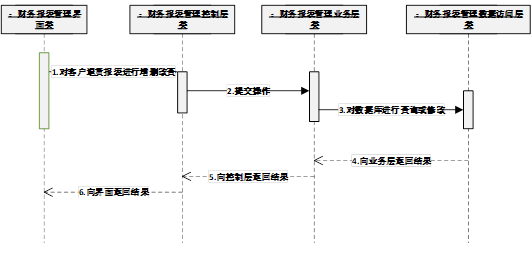 : 财务报表管理界
面类
: 财务报表管理控制层
类
: 财务报表管理业务层
类
: 财务报表管理数据访问层
类
1.对客户退货报表进行增删改查
2.提交操作
3.对数据库进行查询或修改
4.向业务层返回结果
5.向控制层返回结果
6.向界面返回结果